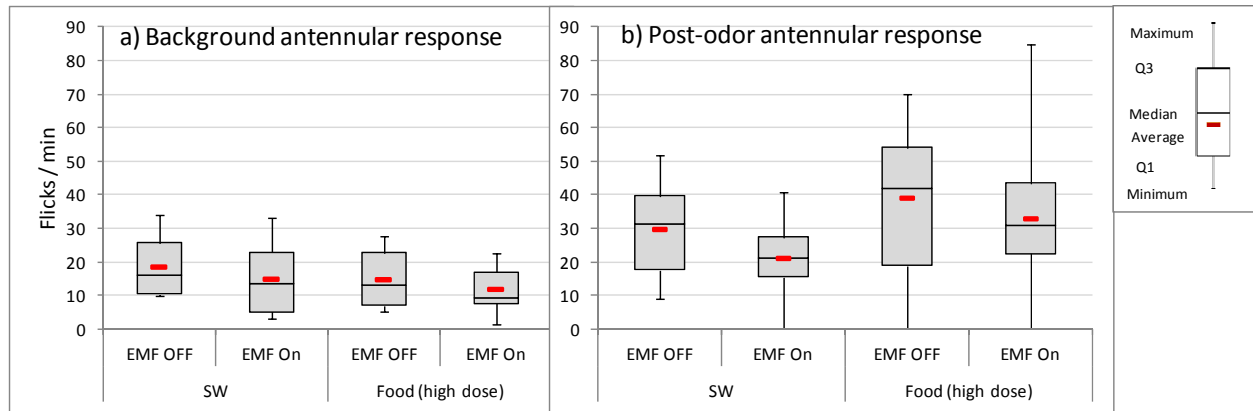 a) Background antennular response
b) Post-odor antennular response
Flicks / min
90
80
70
60
50
40
30
20
10
0
EMF OFF
EMF On
EMF OFF
EMF On
SW
Food (high dose)
90
80
70
60
50
40
30
20
10
0
EMF OFF
EMF On
EMF OFF
EMF On
SW
Food (high dose)
Maximum
Q3
Median
Average
Q1
Minimum